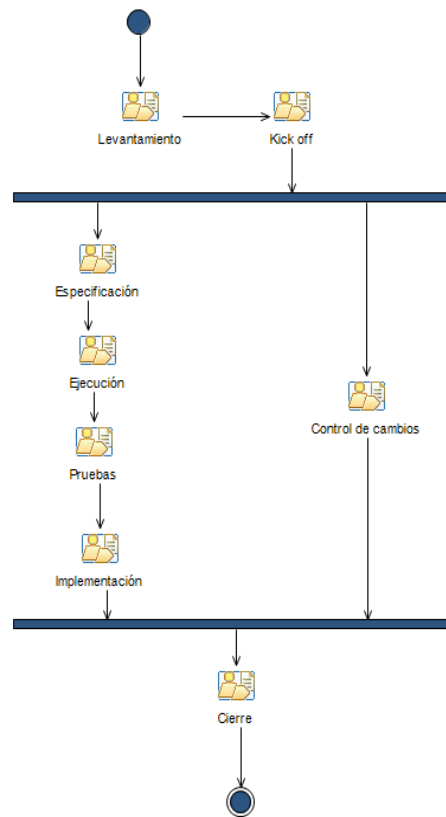 Levantamiento
Kick off
Especificación
Ejecución
Control de cambios
Pruebas
Implementación
Cierre